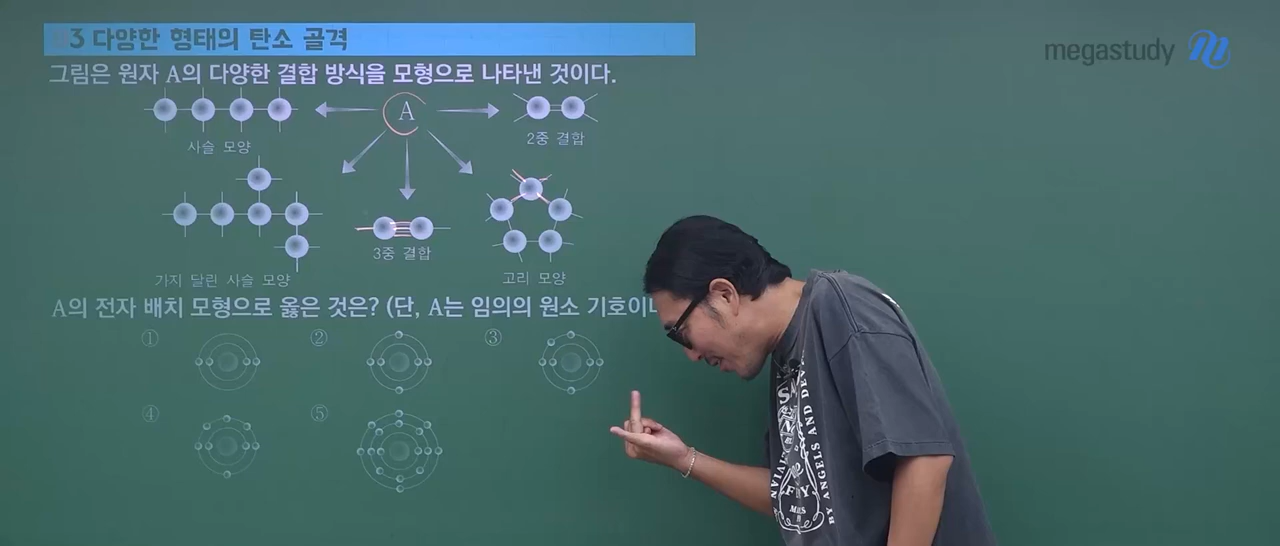 3 다양한 형태의 탄소 골격
megastudy
그림은 원자 A의 다양한 결합 방식을 모형으로 나타낸 것이다.
A
사슬 모양
2중 결합
3중 결합
가지 달린 사슬 모양
고리 모양
A의 전자 배치 모형으로 옳은 것은? (단, A는 임의의 원소 기호이다
① ② ③
④ ⑤
BY ANGELS AND